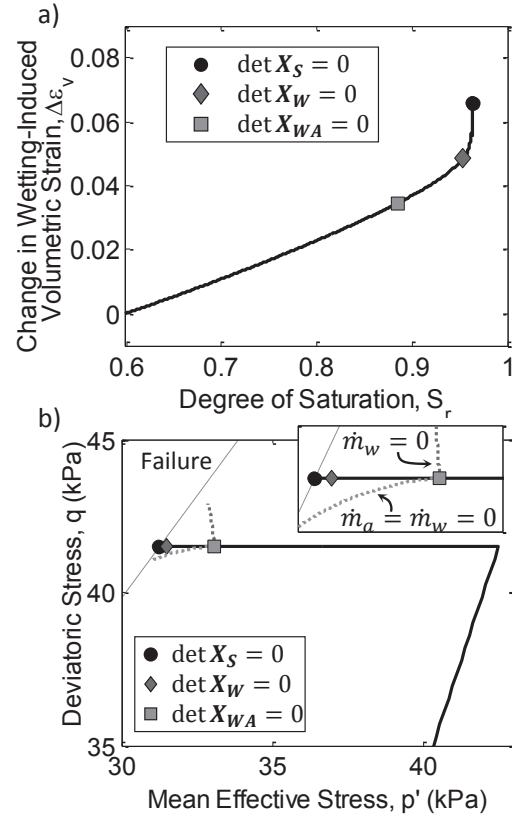 a)
Change in Wetting-Induced
Volumetric Strain, Δε_v
0.08
0.06
0.04
0.02
0
det X_S = 0
det X_W = 0
det X_WA = 0
0.6 0.7 0.8 0.9 1
Degree of Saturation, S_r
b)
Deviatoric Stress, q (kPa)
45
40
35
Failure
ṁ_w = 0
ṁ_a = ṁ_w = 0
det X_S = 0
det X_W = 0
det X_WA = 0
30 35 40
Mean Effective Stress, p' (kPa)